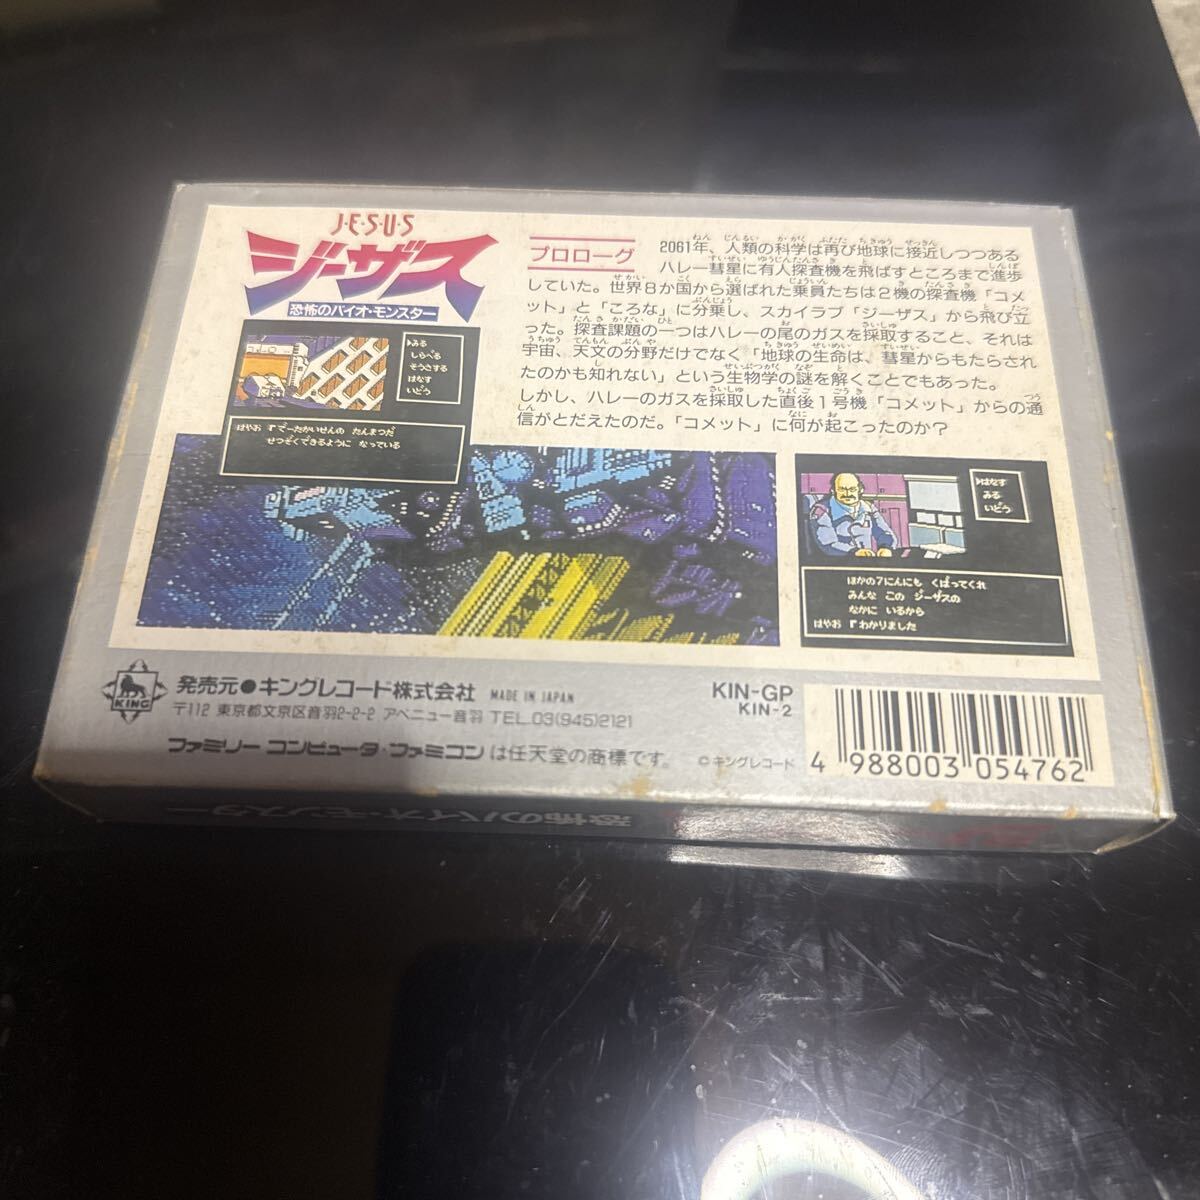 J・E・S・U・S
ジーザス
恐怖のバイオ・モンスター
プロローグ
2061年、人類の科学は再び地球に接近しつつある
ハレー彗星に有人探査機を飛ばすところまで進歩
していた。世界8か国から選ばれた乗員たちは2機の探査機「コメ
ット」と「ころな」に分乗し、スカイラブ「ジーザス」から飛び立
った。探査課題の一つはハレーの尾のガスを採取すること、それは
宇宙、天文の分野だけでなく「地球の生命は、彗星からもたらされ
たのかも知れない」という生物学の謎を解くことでもあった。
しかし、ハレーのガスを採取した直後1号機「コメット」からの通
信がとだえたのだ。「コメット」に何が起こったのか?
みる
しらべる
そうさする
はなす
いどう
はやお『データかいせんの たんまつだ
せつぞくできるように なっている
はなす
みる
いどう
ほかの7にんにも くばってくれ
みんな この ジーザスの
なかに いるから
はやお『わかりました
KING
発売元●キングレコード株式会社 MADE IN JAPAN
〒112 東京都文京区音羽2-2-2 アベニュー音羽 TEL.03(945)2121
ファミリーコンピュータ・ファミコンは任天堂の商標です。
©キングレコード
KIN-GP
KIN-2
4 988003 054762
恐怖のバイオ・モンスター